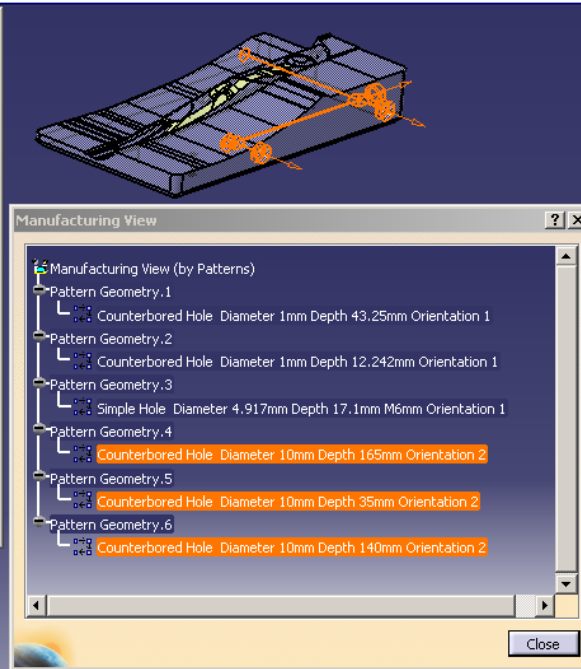 Manufacturing View
Manufacturing View (by Patterns)
Pattern Geometry.1
Counterbored Hole Diameter 1mm Depth 43.25mm Orientation 1
Pattern Geometry.2
Counterbored Hole Diameter 1mm Depth 12.242mm Orientation 1
Pattern Geometry.3
Simple Hole Diameter 4.917mm Depth 17.1mm M6mm Orientation 1
Pattern Geometry.4
Counterbored Hole Diameter 10mm Depth 165mm Orientation 2
Pattern Geometry.5
Counterbored Hole Diameter 10mm Depth 35mm Orientation 2
Pattern Geometry.6
Counterbored Hole Diameter 10mm Depth 140mm Orientation 2
Close